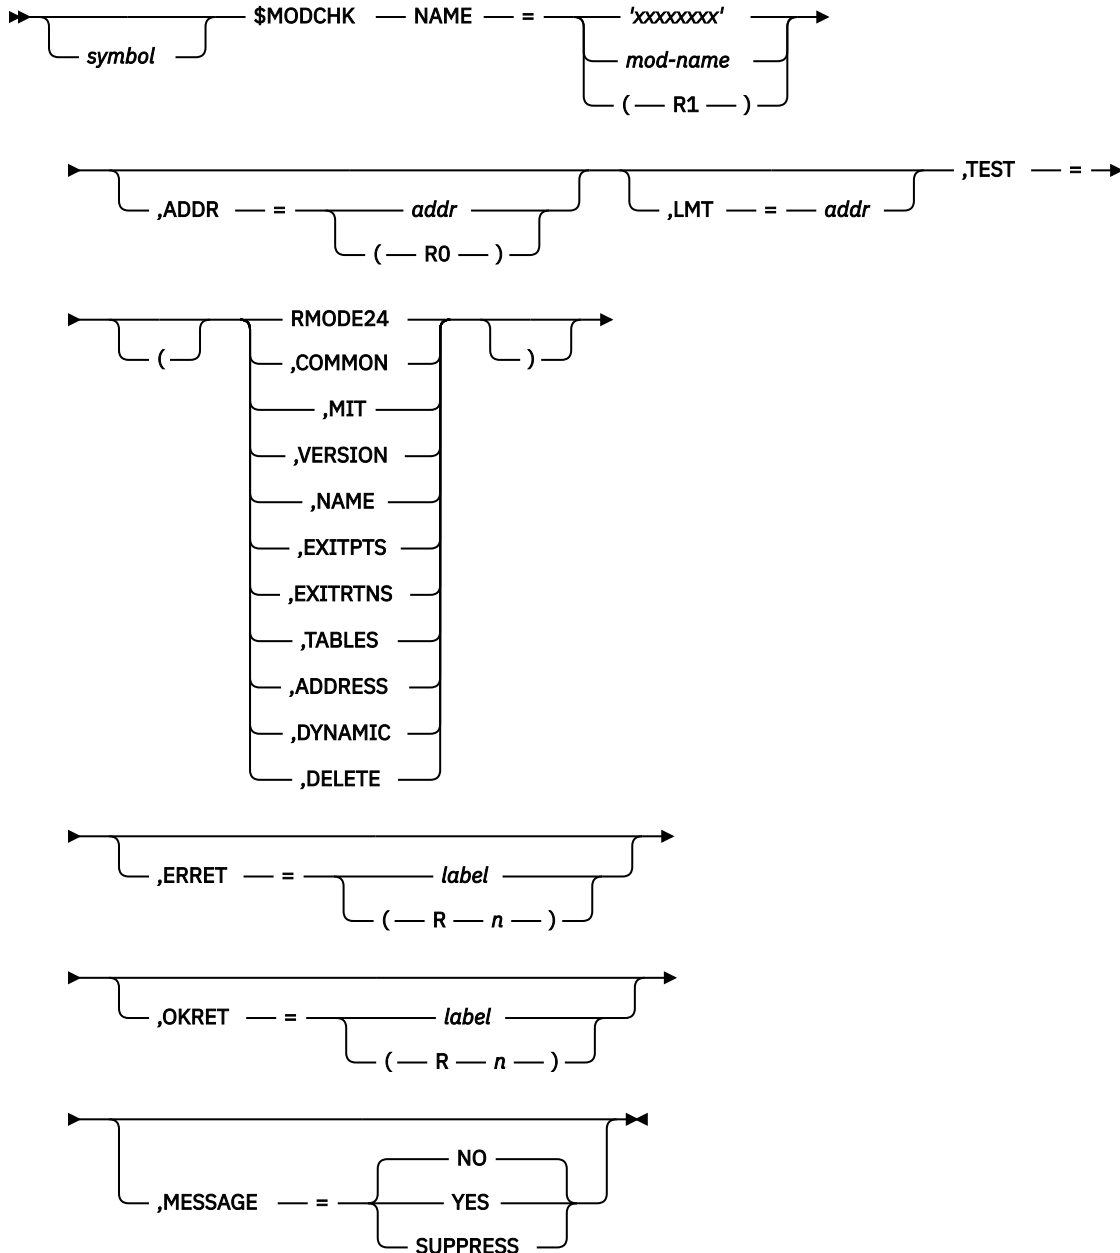 $MODCHK NAME = 'xxxxxxxx'
symbol mod-name
( R1 )
,TEST =
,ADDR = addr ,LMT = addr
( R0 )
RMODE24
( ,COMMON )
,MIT
,VERSION
,NAME
,EXITPTS
,EXITRTNS
,TABLES
,ADDRESS
,DYNAMIC
,DELETE
,ERRET = label
( R n )
,OKRET = label
( R n )
NO
,MESSAGE = YES
SUPPRESS